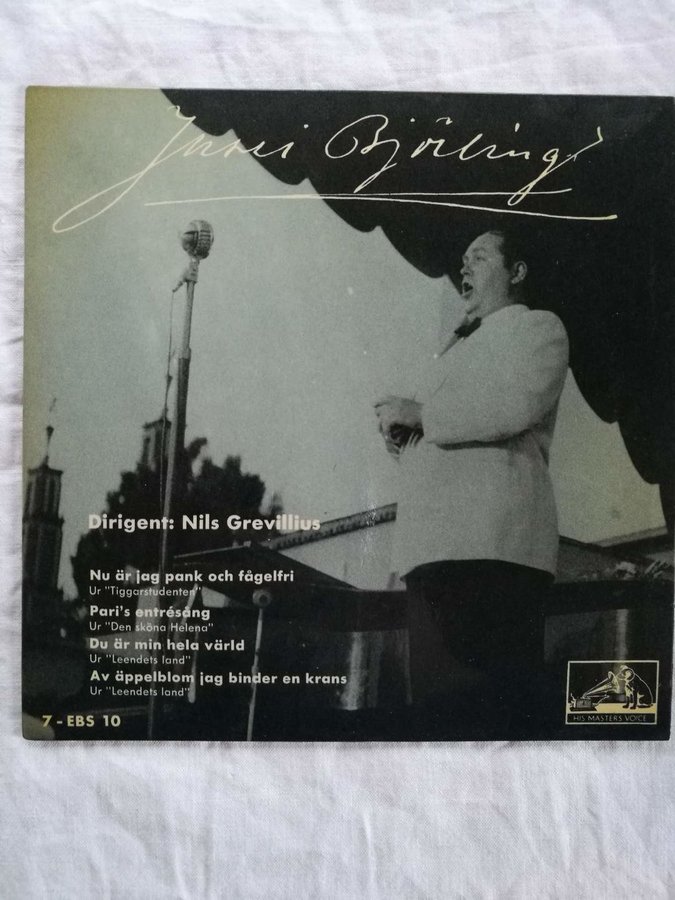 Jussi Björling
Dirigent: Nils Grevillius
Nu är jag pank och fågelfri
Ur "Tiggarstudenten"
Pari's entrésång
Ur "Den sköna Helena"
Du är min hela värld
Ur "Leendets land"
Av äppelblom jag binder en krans
Ur "Leendets land"
7-EBS 10
HIS MASTERS VOICE